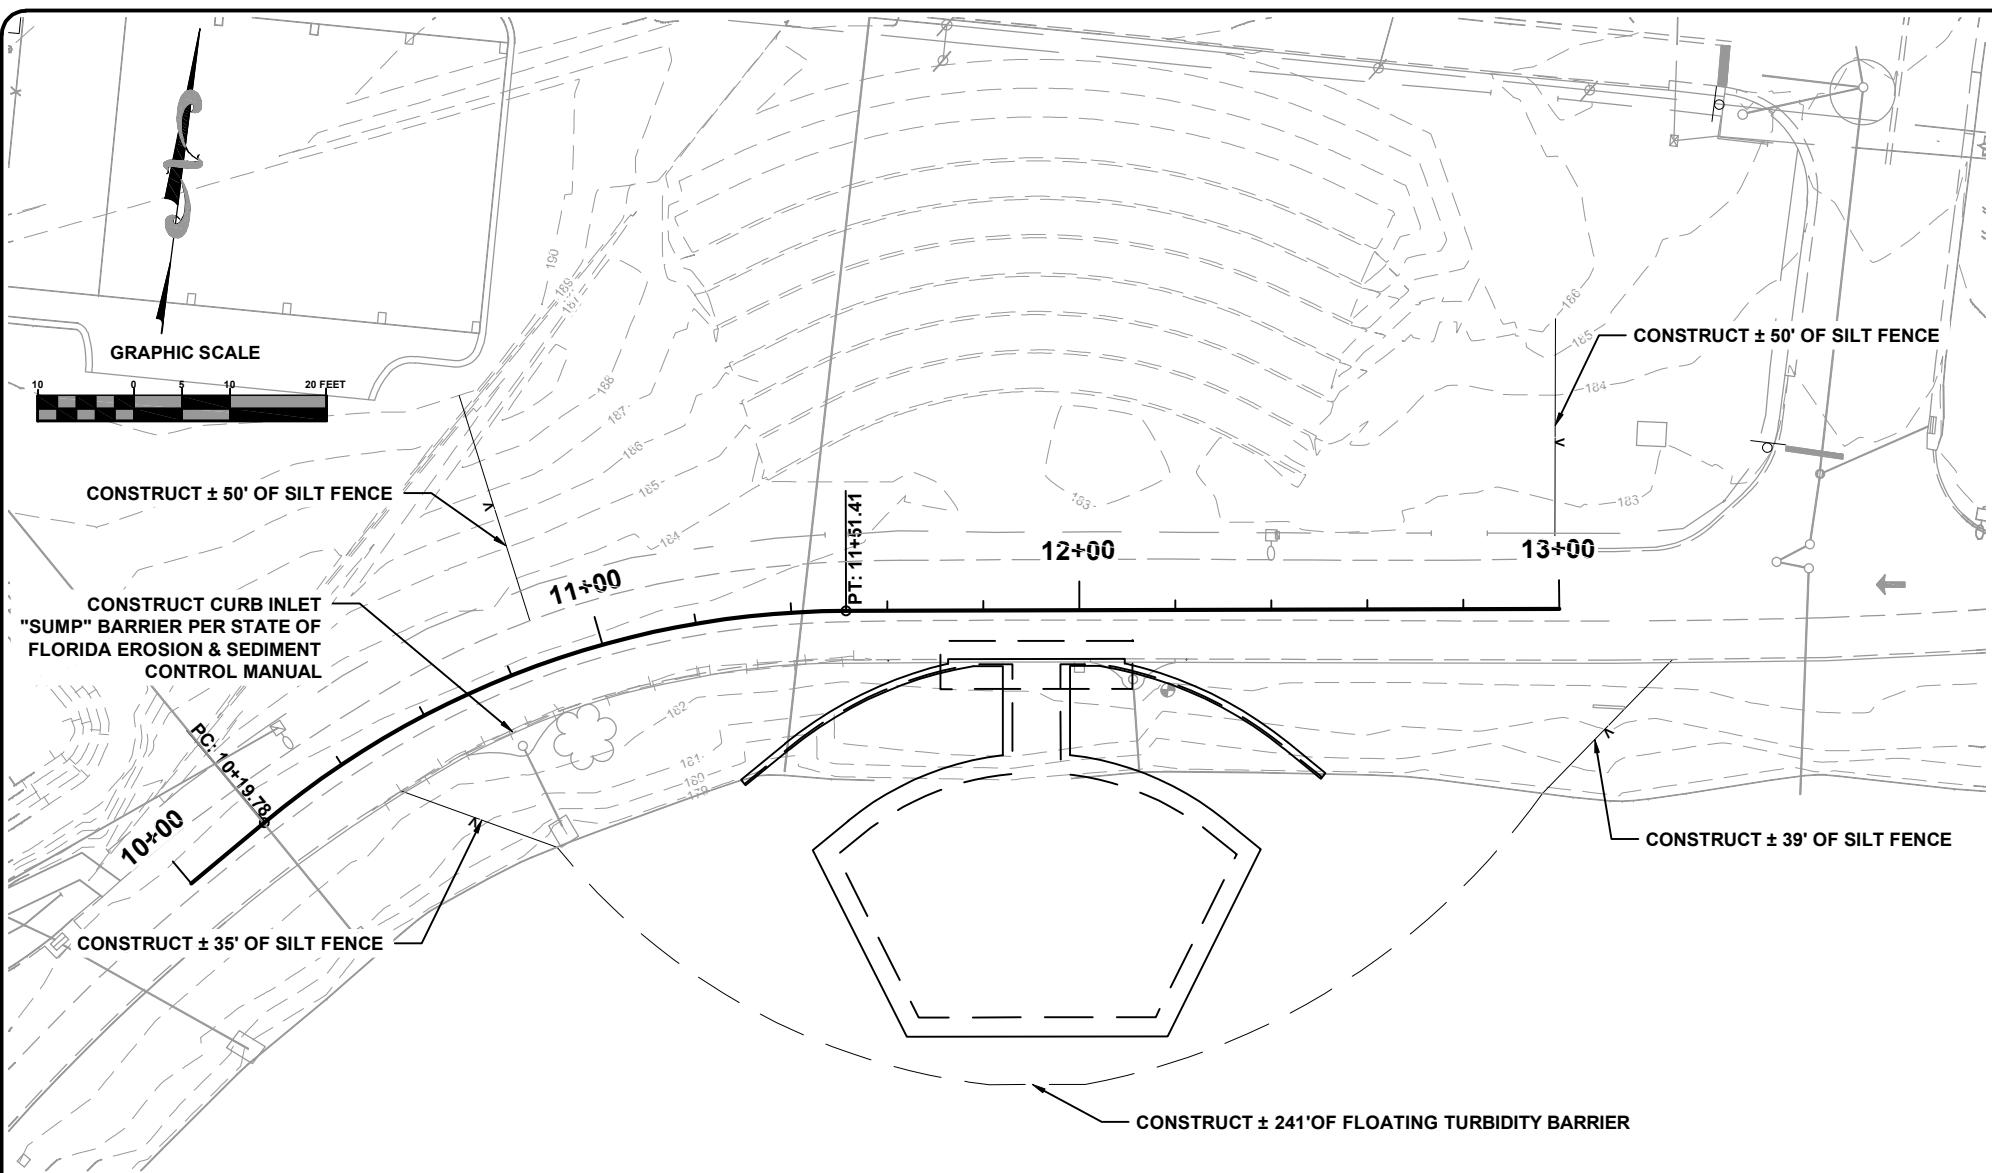 GRAPHIC SCALE
10 0 5 10 20 FEET
190
189
187
188
187
186
185
184
183
186
185
184
183
CONSTRUCT ± 50' OF SILT FENCE
CONSTRUCT ± 50' OF SILT FENCE
PT: 11+51.41
11+00
12+00
13+00
CONSTRUCT CURB INLET
"SUMP" BARRIER PER STATE OF
FLORIDA EROSION & SEDIMENT
CONTROL MANUAL
182
181
180
179
PC: 10+19.78
10+00
CONSTRUCT ± 39' OF SILT FENCE
CONSTRUCT ± 35' OF SILT FENCE
CONSTRUCT ± 241'OF FLOATING TURBIDITY BARRIER